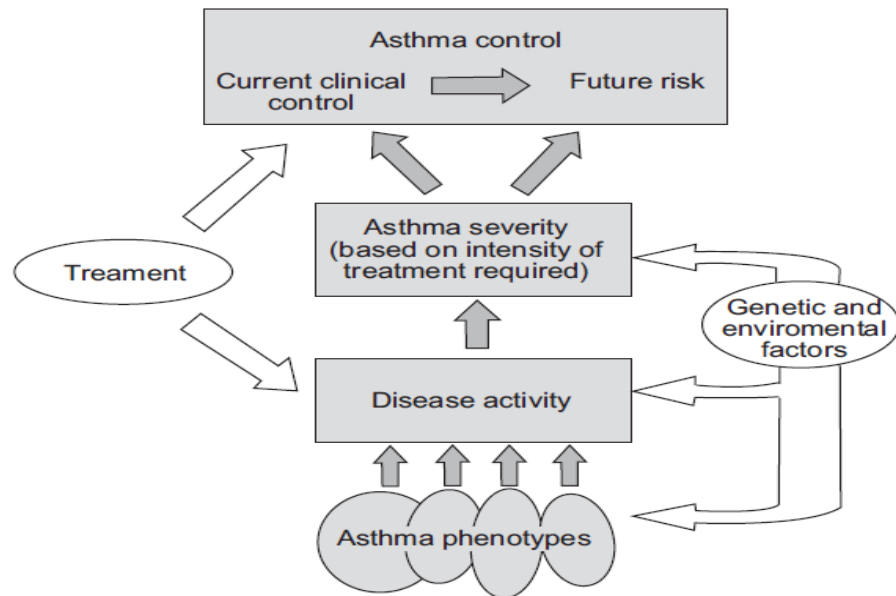 Asthma control
Current clinical
control
Future risk
Asthma severity
(based on intensity of
treatment required)
Treament
Genetic and
enviromental
factors
Disease activity
Asthma phenotypes